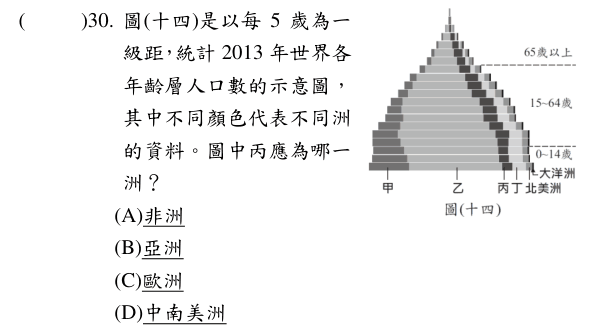 (　　)30. 圖(十四)是以每 5 歲為一
級距，統計 2013 年世界各
年齡層人口數的示意圖，
其中不同顏色代表不同洲
的資料。圖中丙應為哪一
洲？
(A)非洲
(B)亞洲
(C)歐洲
(D)中南美洲
65歲以上
15~64歲
0~14歲
大洋洲
甲 乙 丙 丁 北美洲
圖(十四)